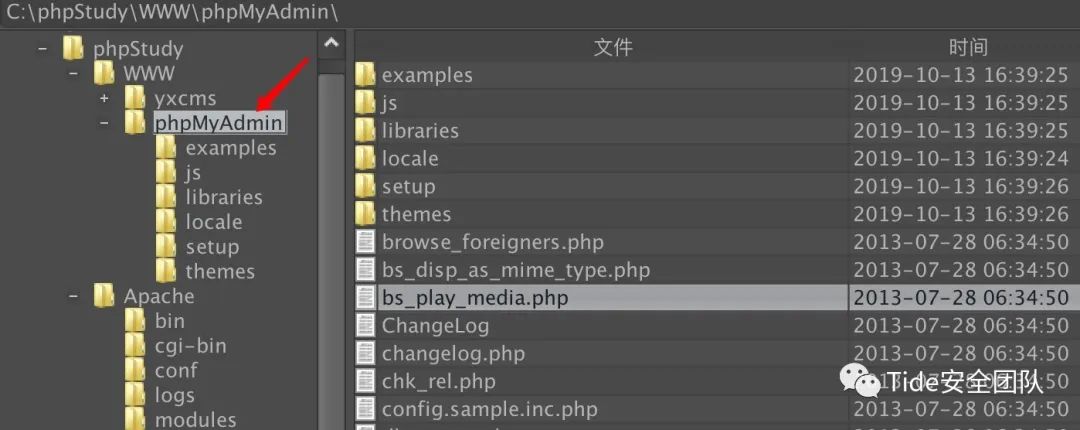 C:\phpStudy\WWW\phpMyAdmin\
phpStudy
WWW
yxcms
phpMyAdmin
examples
js
libraries
locale
setup
themes
Apache
bin
cgi-bin
conf
logs
modules
文件 时间
examples 2019-10-13 16:39:25
js 2019-10-13 16:39:25
libraries 2019-10-13 16:39:25
locale 2019-10-13 16:39:24
setup 2019-10-13 16:39:26
themes 2019-10-13 16:39:26
browse_foreigners.php 2013-07-28 06:34:50
bs_disp_as_mime_type.php 2013-07-28 06:34:50
bs_play_media.php 2013-07-28 06:34:50
ChangeLog 2013-07-28 06:34:50
changelog.php 2013-07-28 06:34:50
chk_rel.php 2013-07-28 06:34:50
config.sample.inc.php 2013-07-28 06:34:50
Tide安全团队